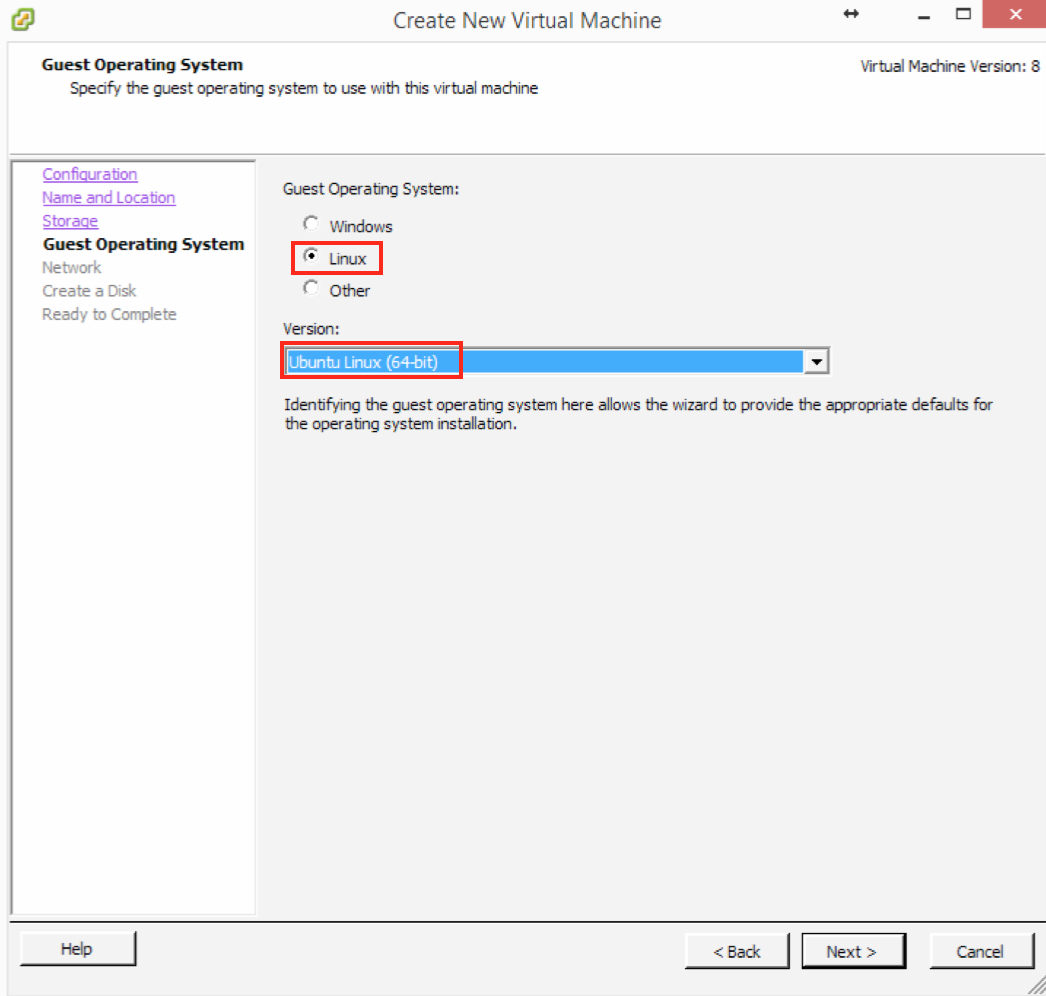 Create New Virtual Machine
Guest Operating System
Virtual Machine Version: 8
Specify the guest operating system to use with this virtual machine
Configuration
Name and Location
Storage
Guest Operating System
Network
Create a Disk
Ready to Complete
Guest Operating System:
Windows
Linux
Other
Version:
Ubuntu Linux (64-bit)
Identifying the guest operating system here allows the wizard to provide the appropriate defaults for
the operating system installation.
Help
< Back
Next >
Cancel